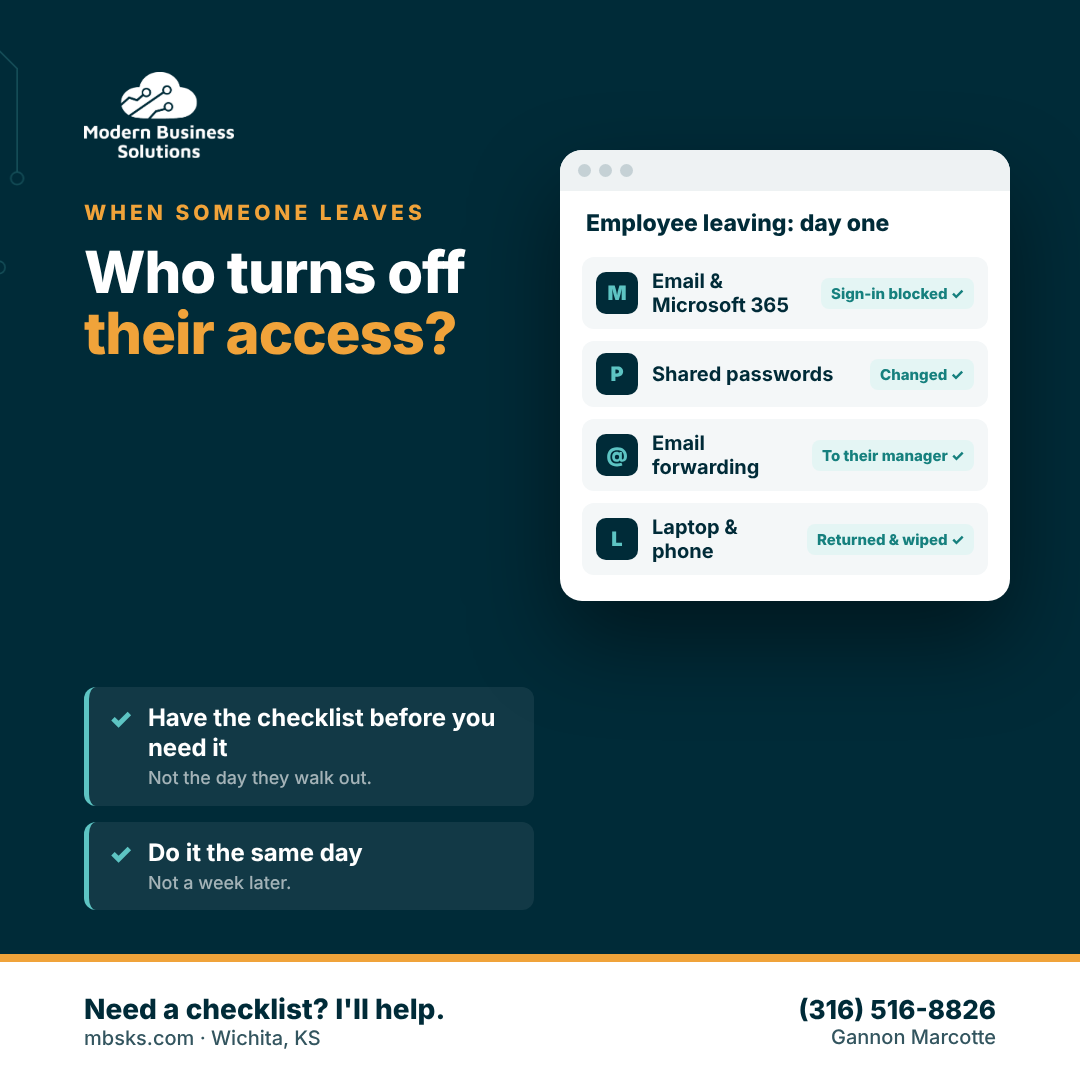 Modern Business
Solutions
WHEN SOMEONE LEAVES
Who turns off
their access?
Employee leaving: day one
M
Email &
Microsoft 365
Sign-in blocked ✓
P
Shared passwords
Changed ✓
@
Email
forwarding
To their manager ✓
L
Laptop &
phone
Returned & wiped ✓
Have the checklist before you
need it
Not the day they walk out.
Do it the same day
Not a week later.
Need a checklist? I'll help.
mbsks.com · Wichita, KS
(316) 516-8826
Gannon Marcotte